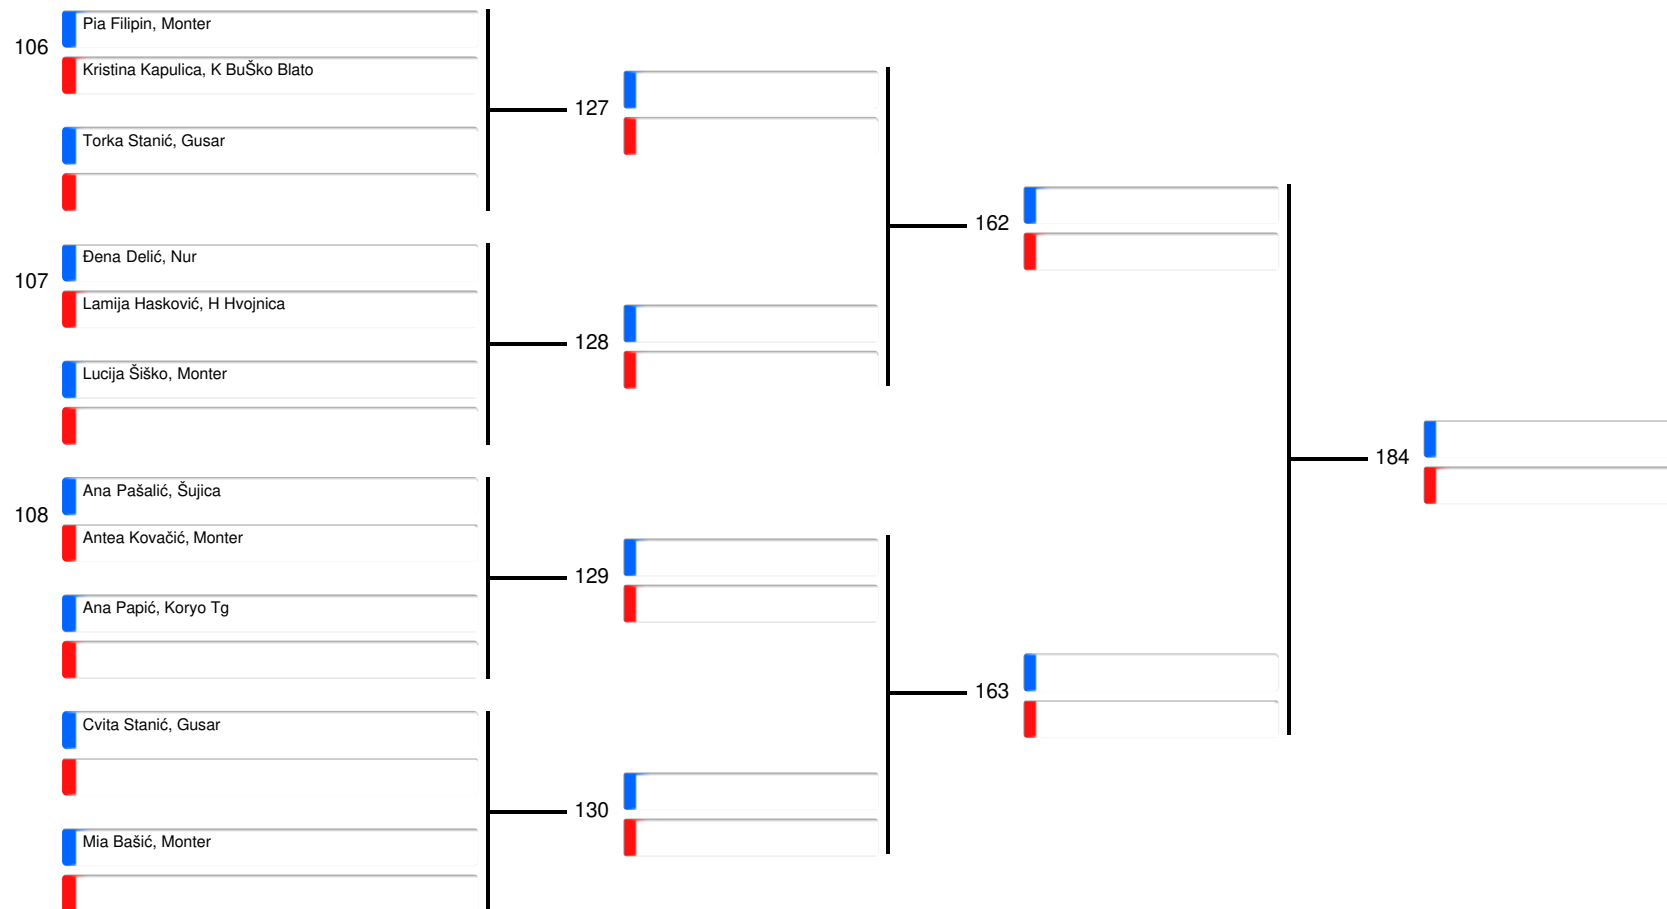 106
Pia Filipin, Monter
Kristina Kapulica, K BuŠko Blato
127
Torka Stanić, Gusar
162
107
Đena Delić, Nur
Lamija Hasković, H Hvojnica
128
Lucija Šiško, Monter
184
108
Ana Pašalić, Šujica
Antea Kovačić, Monter
129
Ana Papić, Koryo Tg
163
Cvita Stanić, Gusar
130
Mia Bašić, Monter